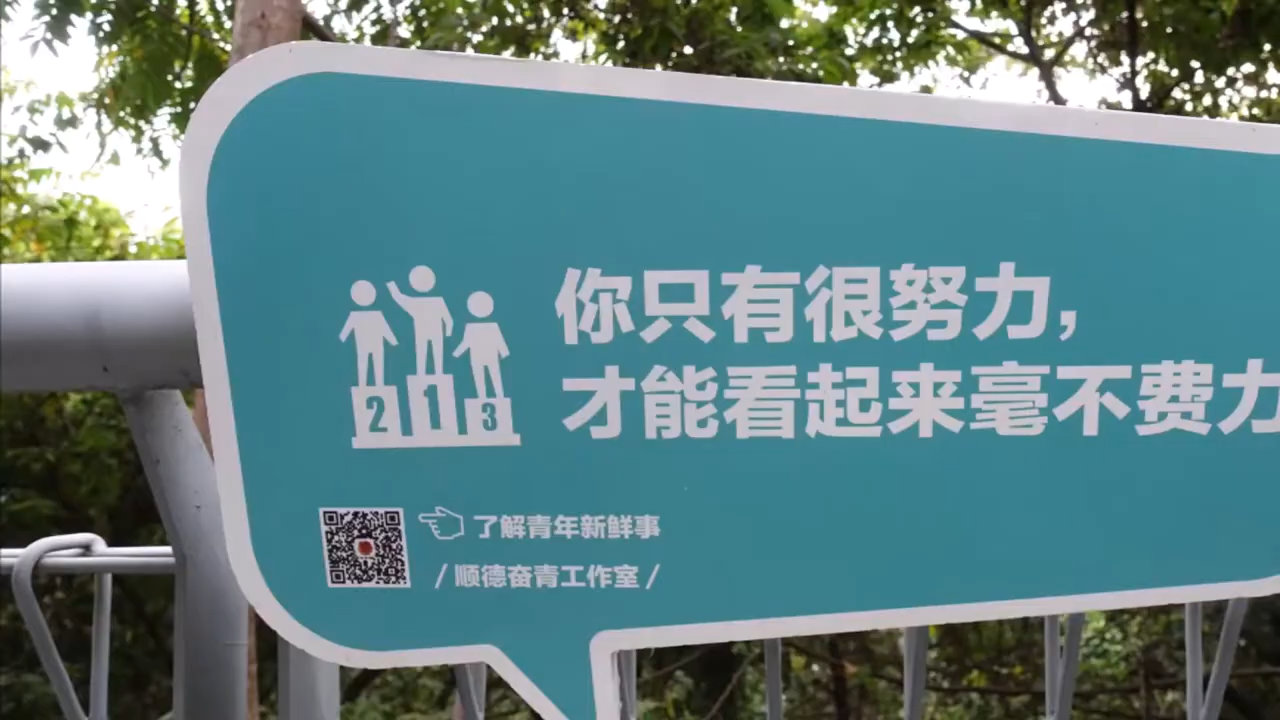 你只有很努力，
才能看起来毫不费力
2 1 3
了解青年新鲜事
/ 顺德奋青工作室 /